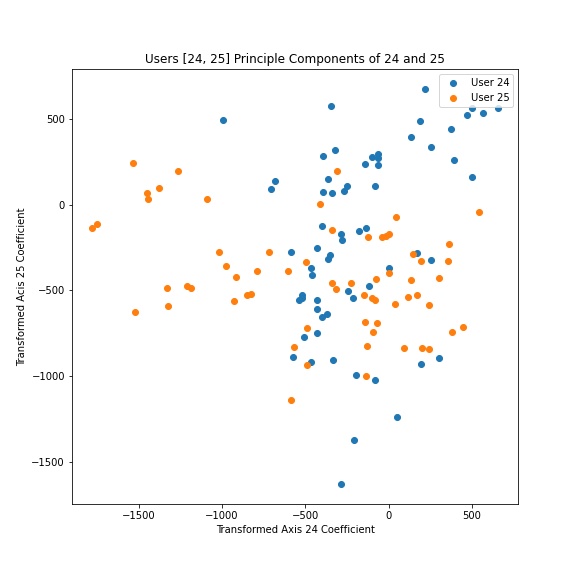 Users [24, 25] Principle Components of 24 and 25
User 24
User 25
Transformed Acis 25 Coefficient
500
0
−500
−1000
−1500
−1500
−1000
−500
0
500
Transformed Axis 24 Coefficient